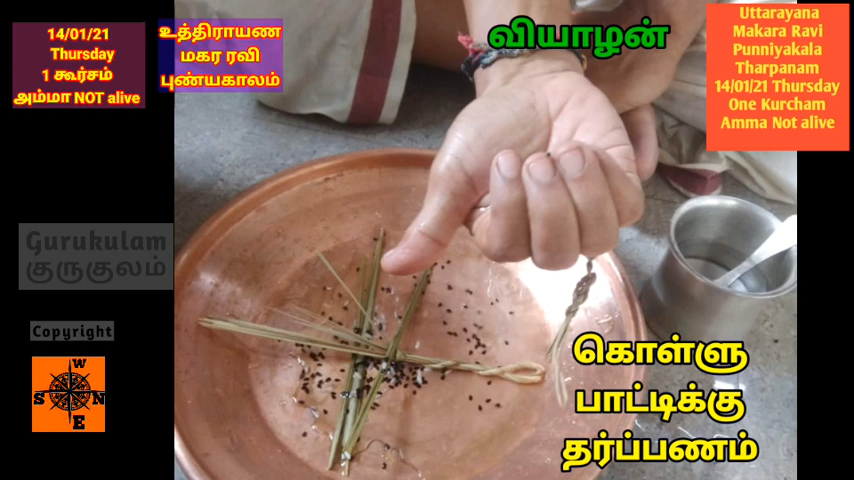 14/01/21
Thursday
1 கூர்சம்
அம்மா NOT alive
உத்திராயண
மகர ரவி
புண்யகாலம்
வியாழன்
Uttarayana
Makara Ravi
Punniyakala
Tharpanam
14/01/21 Thursday
One Kurcham
Amma Not alive
Gurukulam
குருகுலம்
Copyright
W
S N
E
கொள்ளு
பாட்டிக்கு
தர்ப்பணம்